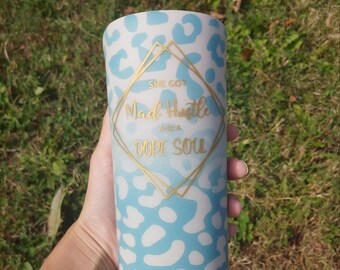 SHE GOT
Mad Hustle
AND A
DOPE SOUL